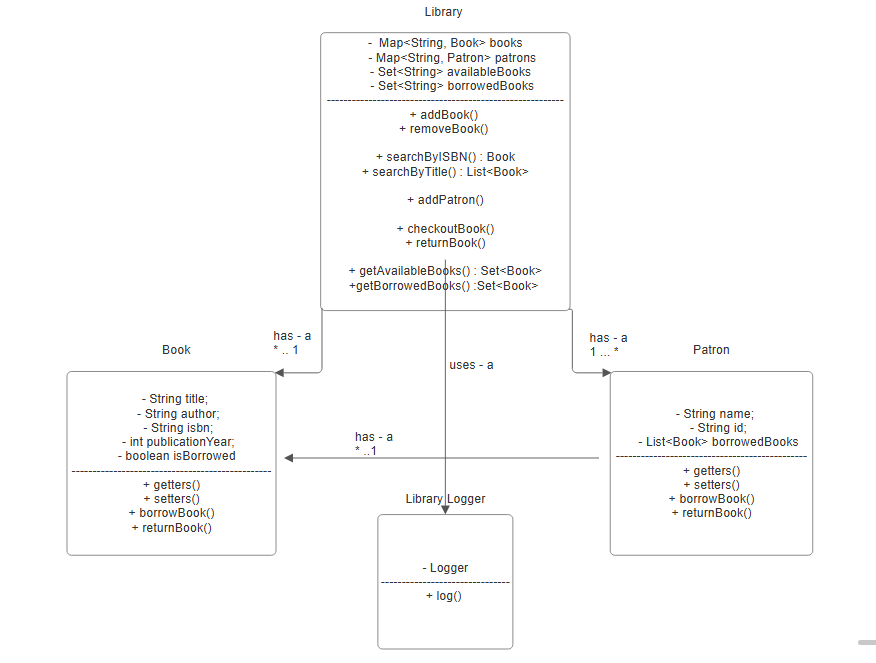 Library
- Map<String, Book> books
- Map<String, Patron> patrons
- Set<String> availableBooks
- Set<String> borrowedBooks
+ addBook()
+ removeBook()
+ searchByISBN() : Book
+ searchByTitle() : List<Book>
+ addPatron()
+ checkoutBook()
+ returnBook()
+ getAvailableBooks() : Set<Book>
+getBorrowedBooks() :Set<Book>
has - a
* .. 1
has - a
1 ... *
uses - a
Book
- String title;
- String author;
- String isbn;
- int publicationYear;
- boolean isBorrowed
+ getters()
+ setters()
+ borrowBook()
+ returnBook()
has - a
* ..1
Patron
- String name;
- String id;
- List<Book> borrowedBooks
+ getters()
+ setters()
+ borrowBook()
+ returnBook()
Library Logger
- Logger
+ log()